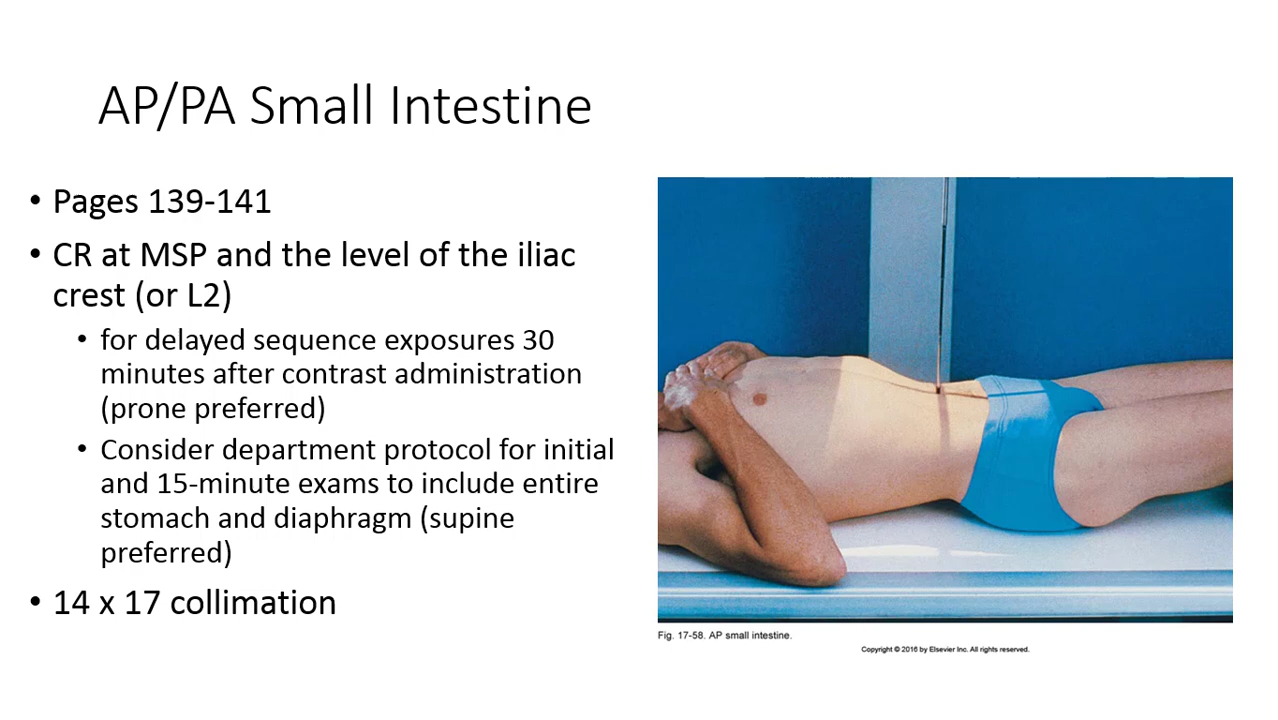 AP/PA Small Intestine
• Pages 139-141
• CR at MSP and the level of the iliac
crest (or L2)
• for delayed sequence exposures 30
minutes after contrast administration
(prone preferred)
• Consider department protocol for initial
and 15-minute exams to include entire
stomach and diaphragm (supine
preferred)
• 14 x 17 collimation
Fig. 17-58. AP small intestine.
Copyright © 2016 by Elsevier Inc. All rights reserved.